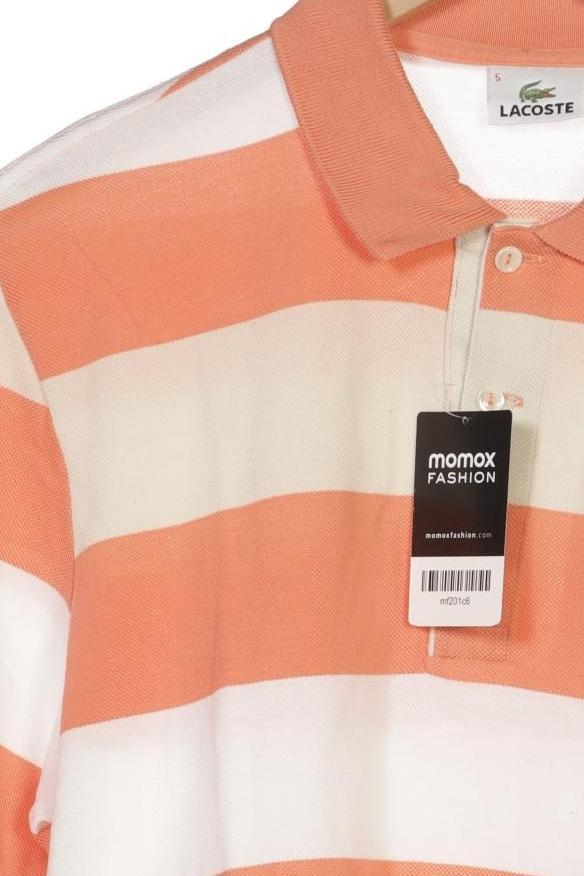 5
LACOSTE
momox
FASHION
momoxfashion.com
mf201c6